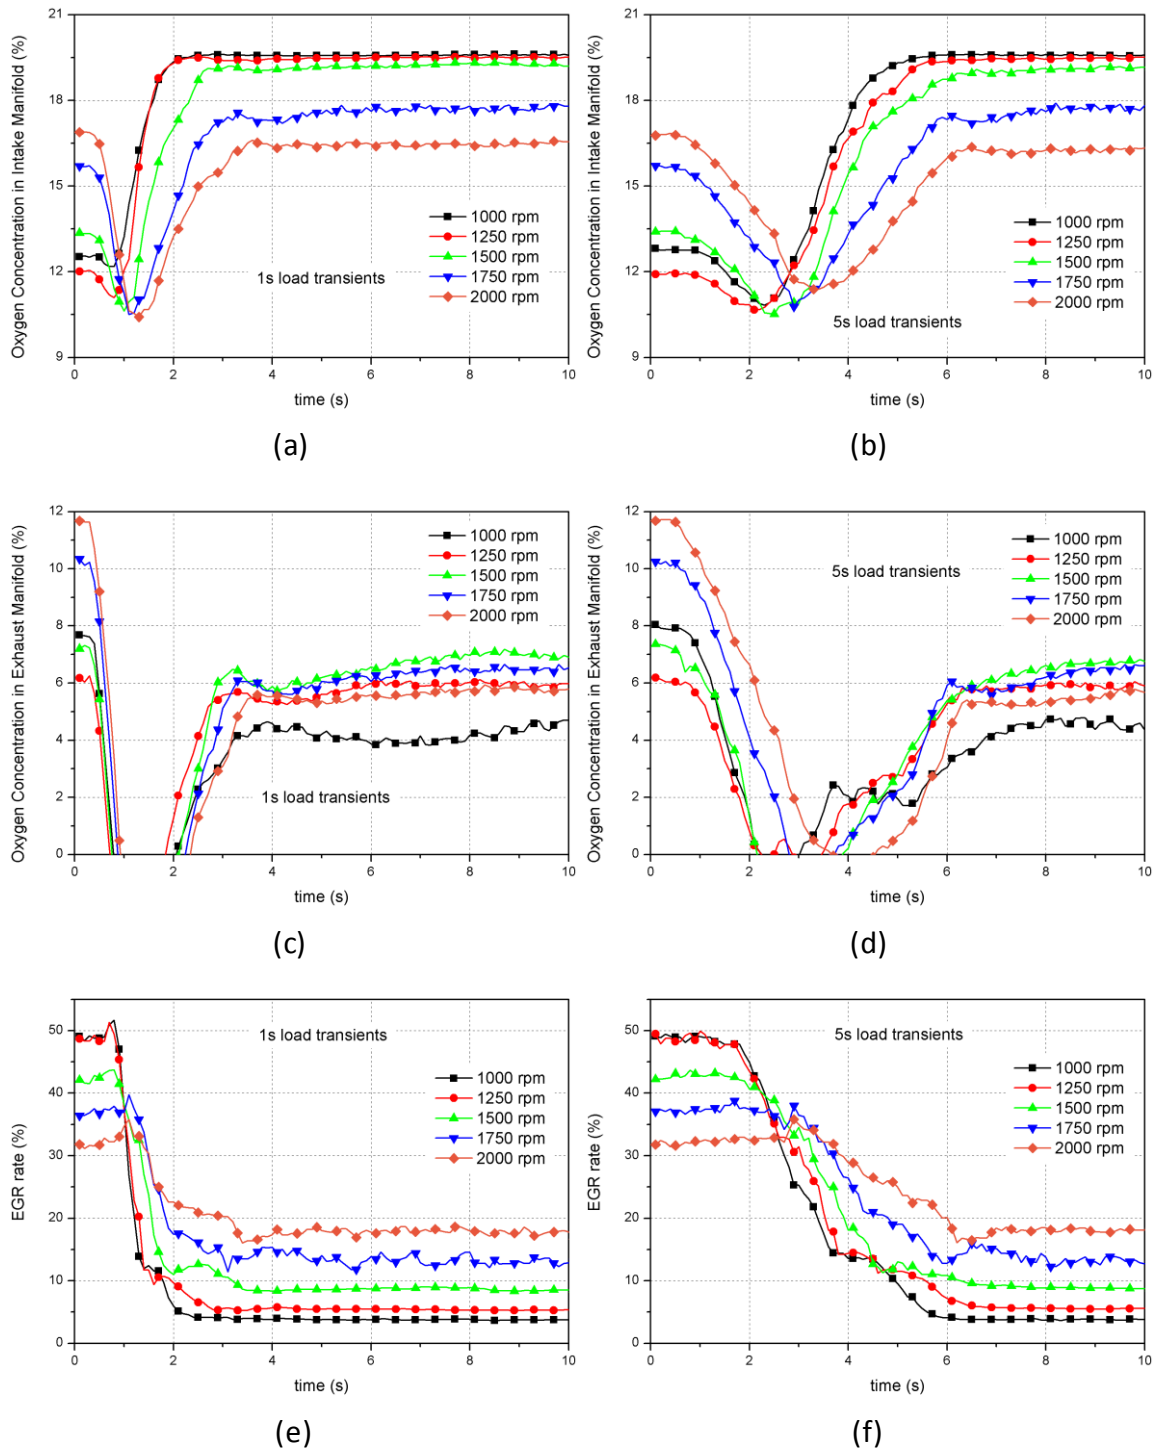 21
18
15
12
9
Oxygen Concentration in Intake Manifold (%)
1000 rpm
1250 rpm
1500 rpm
1750 rpm
2000 rpm
1s load transients
0 2 4 6 8 10
time (s)
(a)
21
18
15
12
9
Oxygen Concentration in Intake Manifold (%)
1000 rpm
1250 rpm
1500 rpm
1750 rpm
2000 rpm
5s load transients
0 2 4 6 8 10
time (s)
(b)
12
10
8
6
4
2
0
Oxygen Concentration in Exhaust Manifold (%)
1000 rpm
1250 rpm
1500 rpm
1750 rpm
2000 rpm
1s load transients
0 2 4 6 8 10
time (s)
(c)
12
10
8
6
4
2
0
Oxygen Concentration in Exhaust Manifold (%)
5s load transients
1000 rpm
1250 rpm
1500 rpm
1750 rpm
2000 rpm
0 2 4 6 8 10
time (s)
(d)
50
40
30
20
10
0
EGR rate (%)
1s load transients
1000 rpm
1250 rpm
1500 rpm
1750 rpm
2000 rpm
0 2 4 6 8 10
time (s)
(e)
50
40
30
20
10
0
EGR rate (%)
5s load transients
1000 rpm
1250 rpm
1500 rpm
1750 rpm
2000 rpm
0 2 4 6 8 10
time (s)
(f)